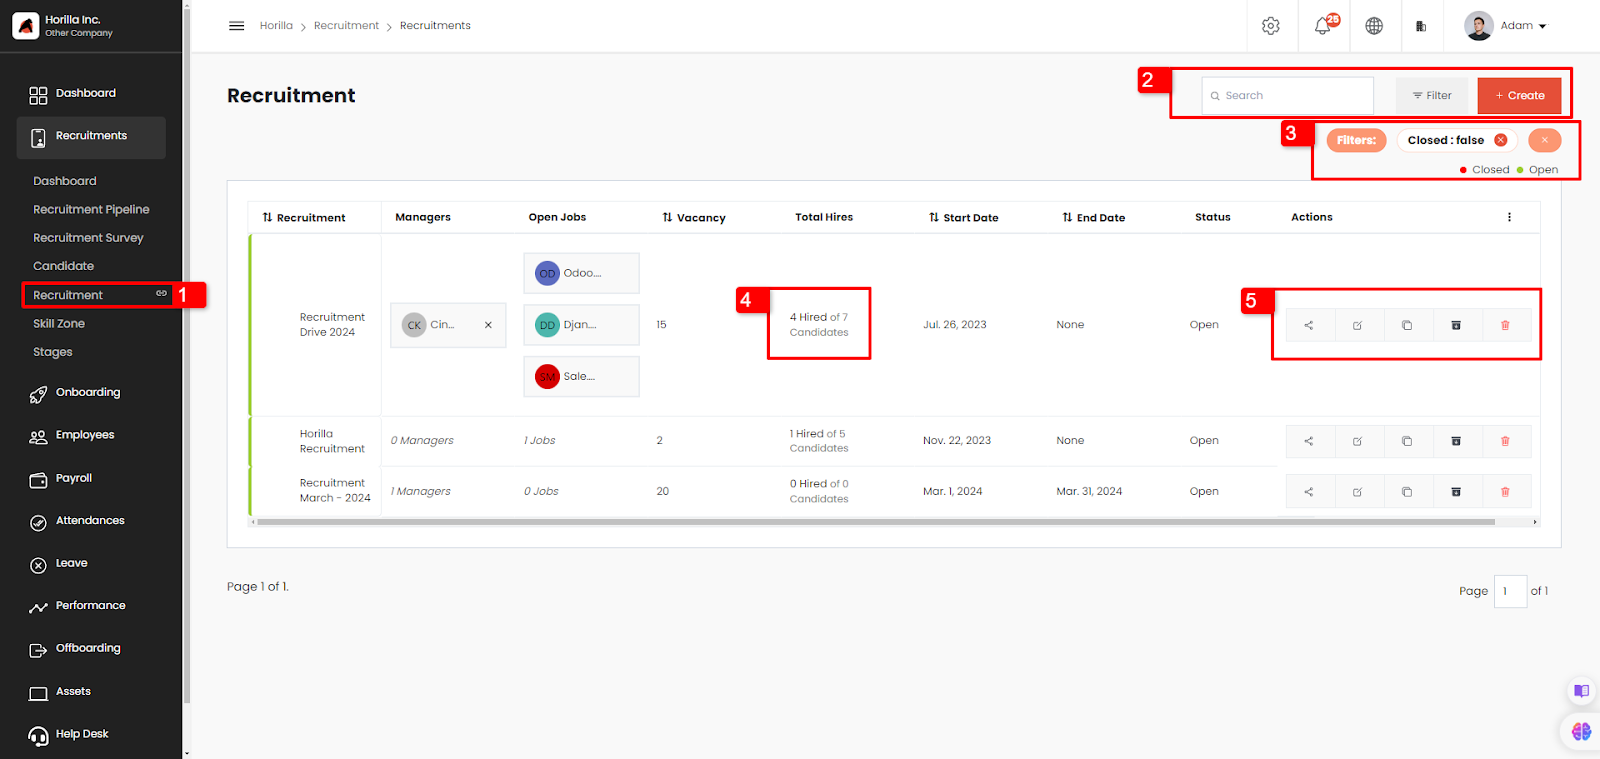 Horilla Inc.
Other Company
Horilla > Recruitment > Recruitments
25
Adam
Dashboard
Recruitments
Dashboard
Recruitment Pipeline
Recruitment Survey
Candidate
Recruitment
1
Skill Zone
Stages
Onboarding
Employees
Payroll
Attendances
Leave
Performance
Offboarding
Assets
Help Desk
Recruitment
2
Search
Filter
+ Create
3
Filters:
Closed : false
Closed
Open
Recruitment
Managers
Open Jobs
Vacancy
Total Hires
Start Date
End Date
Status
Actions
Recruitment
Drive 2024
CK Cin...
OD Odoo....
DD Djan....
SM Sale....
15
4
4 Hired of 7
Candidates
Jul. 26, 2023
None
Open
5
Horilla
Recruitment
0 Managers
1 Jobs
2
1 Hired of 5
Candidates
Nov. 22, 2023
None
Open
Recruitment
March - 2024
1 Managers
0 Jobs
20
0 Hired of 0
Candidates
Mar. 1, 2024
Mar. 31, 2024
Open
Page 1 of 1.
Page 1 of 1